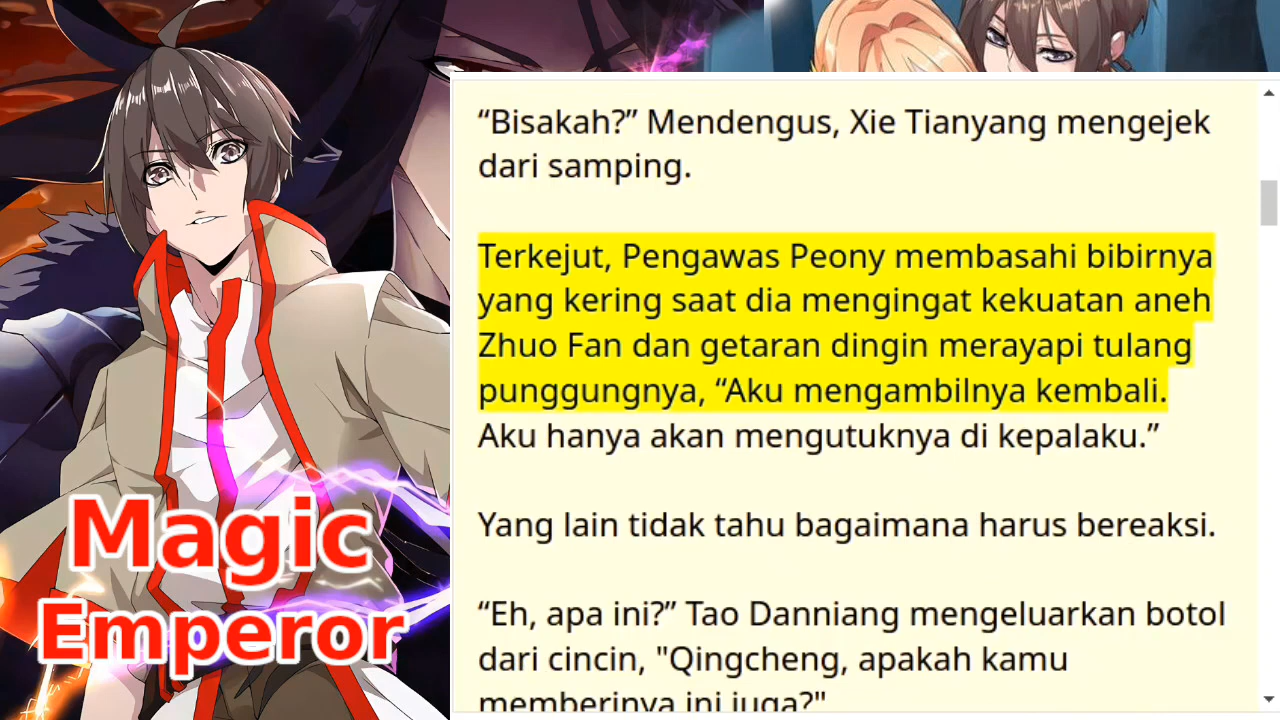 “Bisakah?” Mendengus, Xie Tianyang mengejek
dari samping.
Terkejut, Pengawas Peony membasahi bibirnya
yang kering saat dia mengingat kekuatan aneh
Zhuo Fan dan getaran dingin merayapi tulang
punggungnya, “Aku mengambilnya kembali.
Aku hanya akan mengutuknya di kepalaku.”
Yang lain tidak tahu bagaimana harus bereaksi.
“Eh, apa ini?” Tao Danniang mengeluarkan botol
dari cincin, "Qingcheng, apakah kamu
memberinya ini juga?"
Magic
Emperor